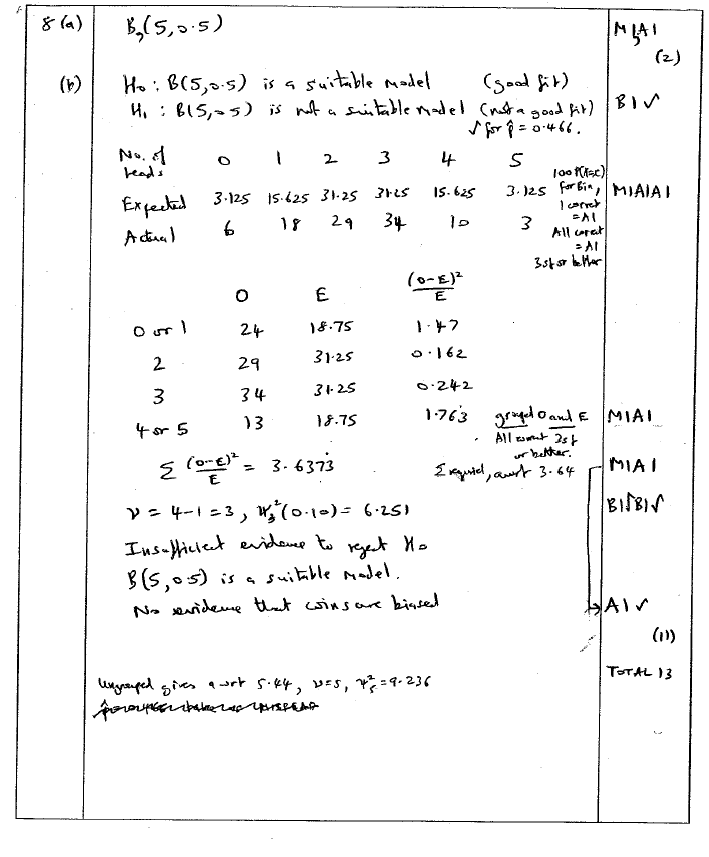 8 (a) B, (5, 0.5) M1, A1
(2)
(b) H₀ : B(5, 0.5) is a suitable model (good fit)
H₁ : B(5, 0.5) is not a suitable model (not a good fit) B1 √
√ for p̂ = 0.466.
No. of heads 0 1 2 3 4 5
Expected 3.125 15.625 31.25 31.25 15.625 3.125 M1A1A1
Actual 6 18 29 34 10 3
for Bin,
1 correct
= A1
All correct
= A1
3sf or better
O E (O-E)²/E
0 or 1 24 18.75 1.47
2 29 31.25 0.162
3 34 31.25 0.242
4 or 5 13 18.75 1.763 grouped O and E M1A1
All correct 3sf
or better.
Σ (O-E)²/E = 3.6373 Σ required, awrt 3.64 M1A1
ν = 4-1 = 3, χ²₃(0.10) = 6.251 B1√B1√
Insufficient evidence to reject H₀
B(5, 0.5) is a suitable model.
No evidence that coins are biased A1 √
(11)
Ungrouped gives awrt 5.44, ν=5, χ²₅ = 9.236 TOTAL 13